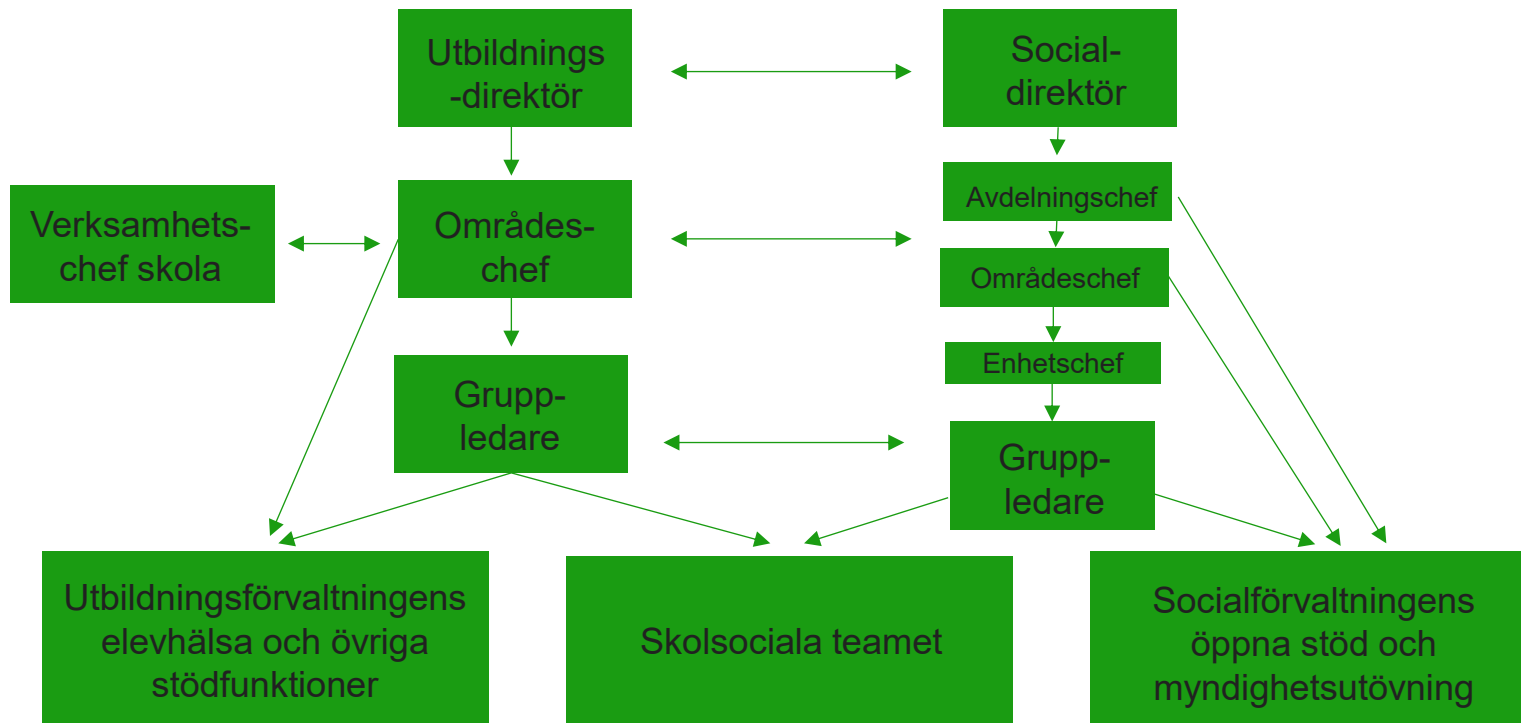 Utbildnings
-direktör
Social-
direktör
Verksamhets-
chef skola
Områdes-
chef
Avdelningschef
Områdeschef
Enhetschef
Grupp-
ledare
Grupp-
ledare
Utbildningsförvaltningens
elevhälsa och övriga
stödfunktioner
Skolsociala teamet
Socialförvaltningens
öppna stöd och
myndighetsutövning